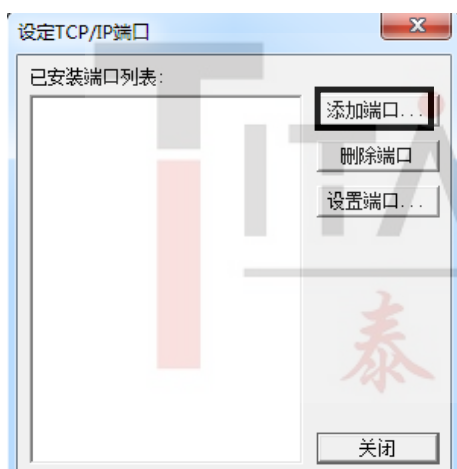 设定TCP/IP端口
已安装端口列表:
添加端口...
删除端口
设置端口...
TITA
泰
关闭